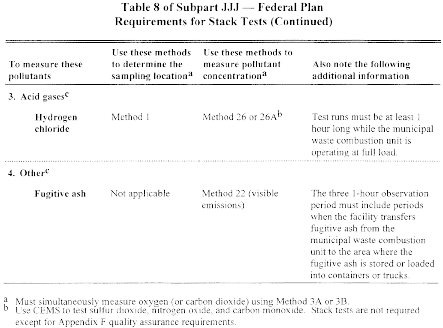 Table 8 of Subpart JJJ — Federal Plan
Requirements for Stack Tests (Continued)
To measure these
pollutants
Use these methods
to determine the
sampling locationᵃ
Use these methods to
measure pollutant
concentrationᵃ
Also note the following
additional information
3. Acid gasesᶜ
Hydrogen
chloride
Method 1
Method 26 or 26Aᵇ
Test runs must be at least 1
hour long while the municipal
waste combustion unit is
operating at full load.
4. Otherᶜ
Fugitive ash
Not applicable
Method 22 (visible
emissions)
The three 1-hour observation
period must include periods
when the facility transfers
fugitive ash from the
municipal waste combustion
unit to the area where the
fugitive ash is stored or loaded
into containers or trucks.
a Must simultaneously measure oxygen (or carbon dioxide) using Method 3A or 3B.
b Use CEMS to test sulfur dioxide, nitrogen oxide, and carbon monoxide. Stack tests are not required
except for Appendix F quality assurance requirements.